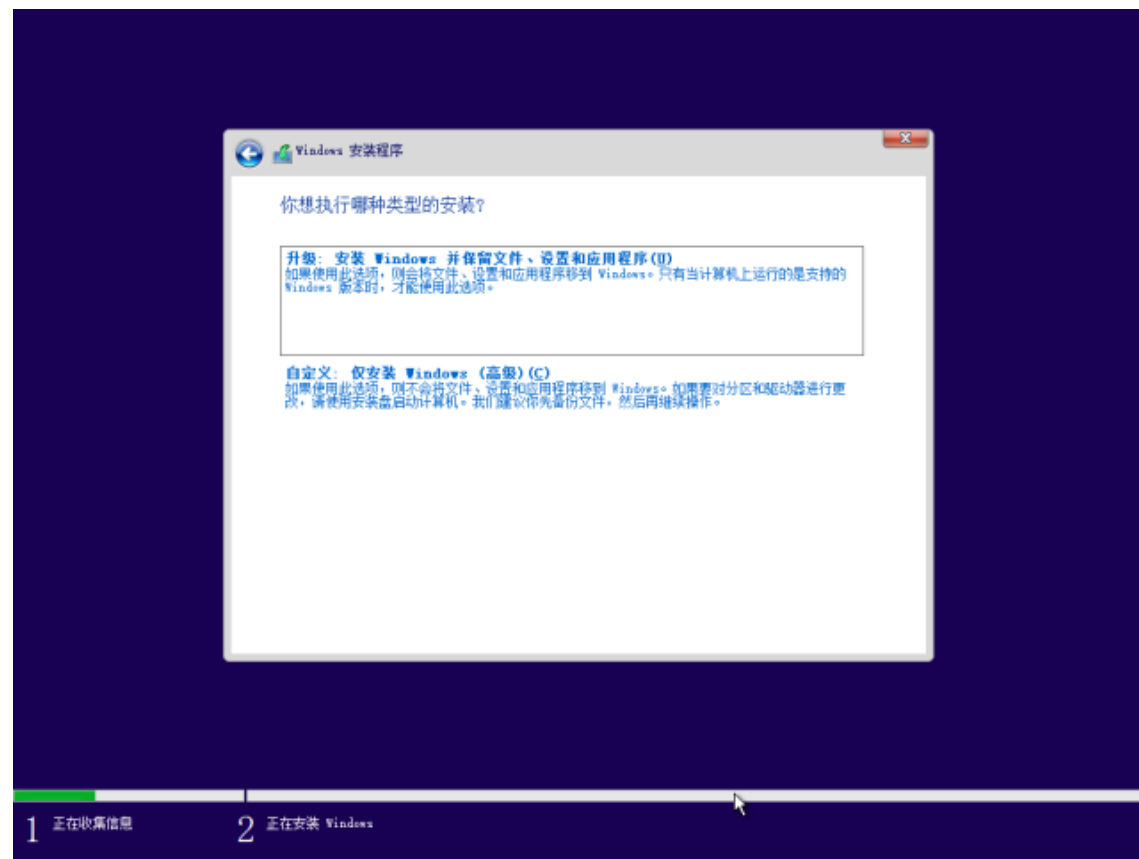 Windows 安装程序
你想执行哪种类型的安装?
升级: 安装 Windows 并保留文件、设置和应用程序(U)
如果使用此选项，则会将文件、设置和应用程序移到 Windows。只有当计算机上运行的是支持的
Windows 版本时，才能使用此选项。
自定义: 仅安装 Windows (高级)(C)
如果使用此选项，则不会将文件、设置和应用程序移到 Windows。如果要对分区和驱动器进行更
改，请使用安装盘启动计算机。我们建议你先备份文件，然后再继续操作。
1 正在收集信息 2 正在安装 Windows